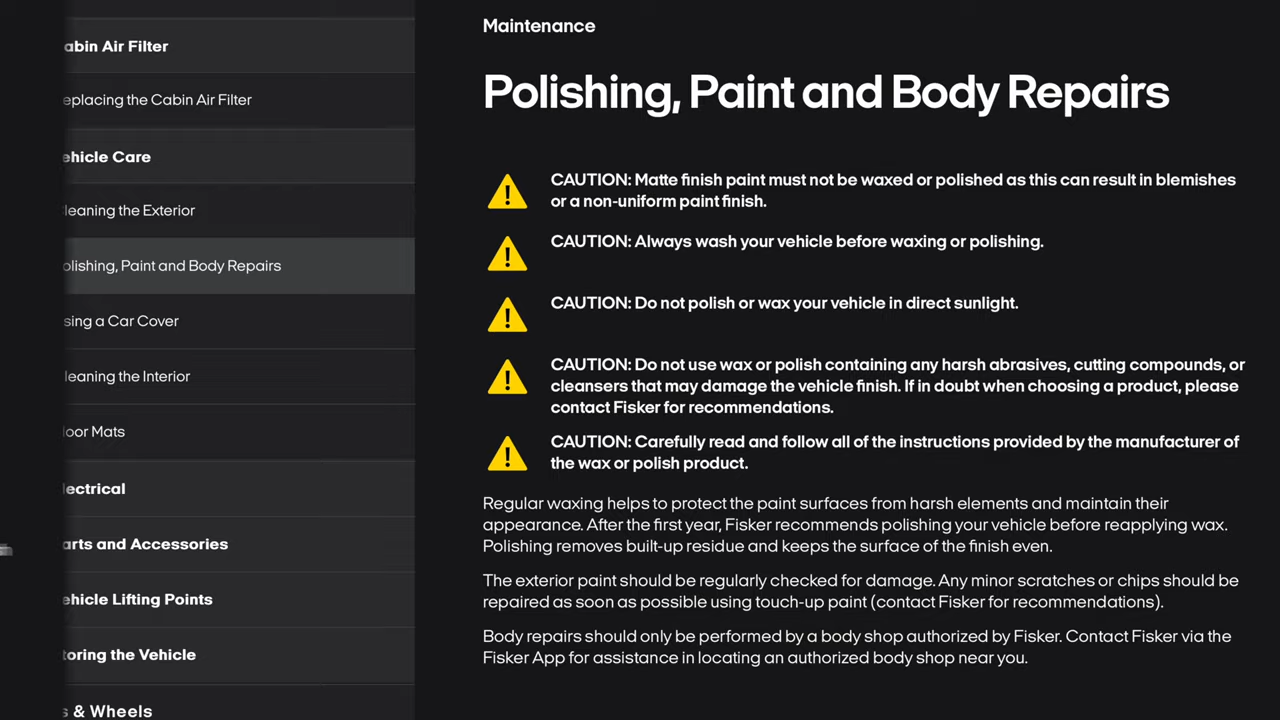 abin Air Filter
eplacing the Cabin Air Filter
ehicle Care
leaning the Exterior
olishing, Paint and Body Repairs
sing a Car Cover
leaning the Interior
loor Mats
lectrical
arts and Accessories
ehicle Lifting Points
toring the Vehicle
s & Wheels
Maintenance
Polishing, Paint and Body Repairs
CAUTION: Matte finish paint must not be waxed or polished as this can result in blemishes
or a non-uniform paint finish.
CAUTION: Always wash your vehicle before waxing or polishing.
CAUTION: Do not polish or wax your vehicle in direct sunlight.
CAUTION: Do not use wax or polish containing any harsh abrasives, cutting compounds, or
cleansers that may damage the vehicle finish. If in doubt when choosing a product, please
contact Fisker for recommendations.
CAUTION: Carefully read and follow all of the instructions provided by the manufacturer of
the wax or polish product.
Regular waxing helps to protect the paint surfaces from harsh elements and maintain their
appearance. After the first year, Fisker recommends polishing your vehicle before reapplying wax.
Polishing removes built-up residue and keeps the surface of the finish even.
The exterior paint should be regularly checked for damage. Any minor scratches or chips should be
repaired as soon as possible using touch-up paint (contact Fisker for recommendations).
Body repairs should only be performed by a body shop authorized by Fisker. Contact Fisker via the
Fisker App for assistance in locating an authorized body shop near you.